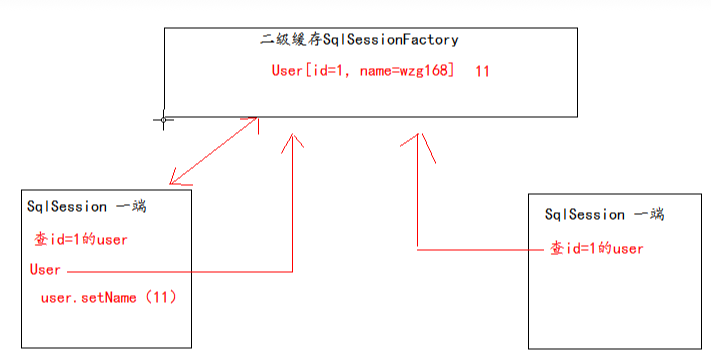 二級緩存SqlSessionFactory
User[id=1, name=wzg168] 11
SqlSession 一端
查id=1的user
User
user.setName（11）
SqlSession 一端
查id=1的user